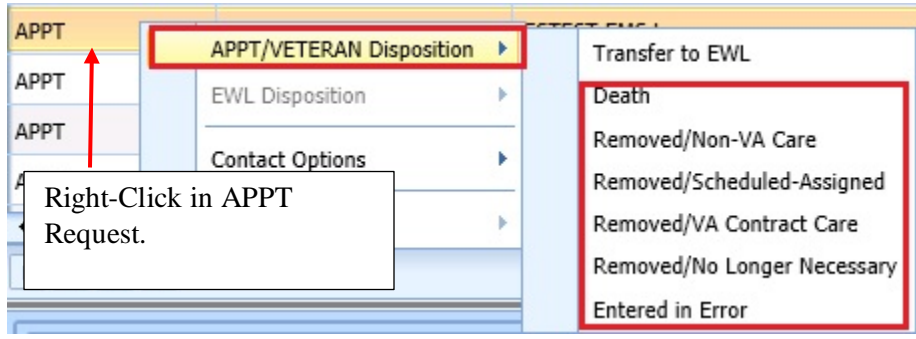 APPT
APPT
APPT
APPT/VETERAN Disposition
EWL Disposition
Contact Options
Transfer to EWL
Death
Removed/Non-VA Care
Removed/Scheduled-Assigned
Removed/VA Contract Care
Removed/No Longer Necessary
Entered in Error
Right-Click in APPT
Request.